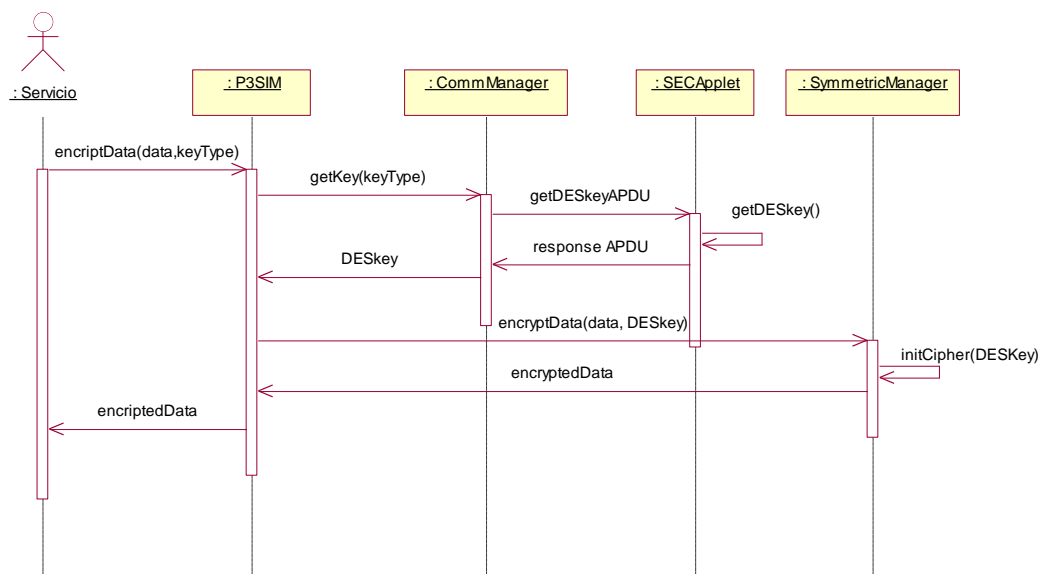 : Servicio
: P3SIM
: CommManager
: SECApplet
: SymmetricManager
encriptData(data,keyType)
getKey(keyType)
getDESkeyAPDU
getDESkey()
response APDU
DESkey
encryptData(data, DESkey)
initCipher(DESKey)
encryptedData
encriptedData